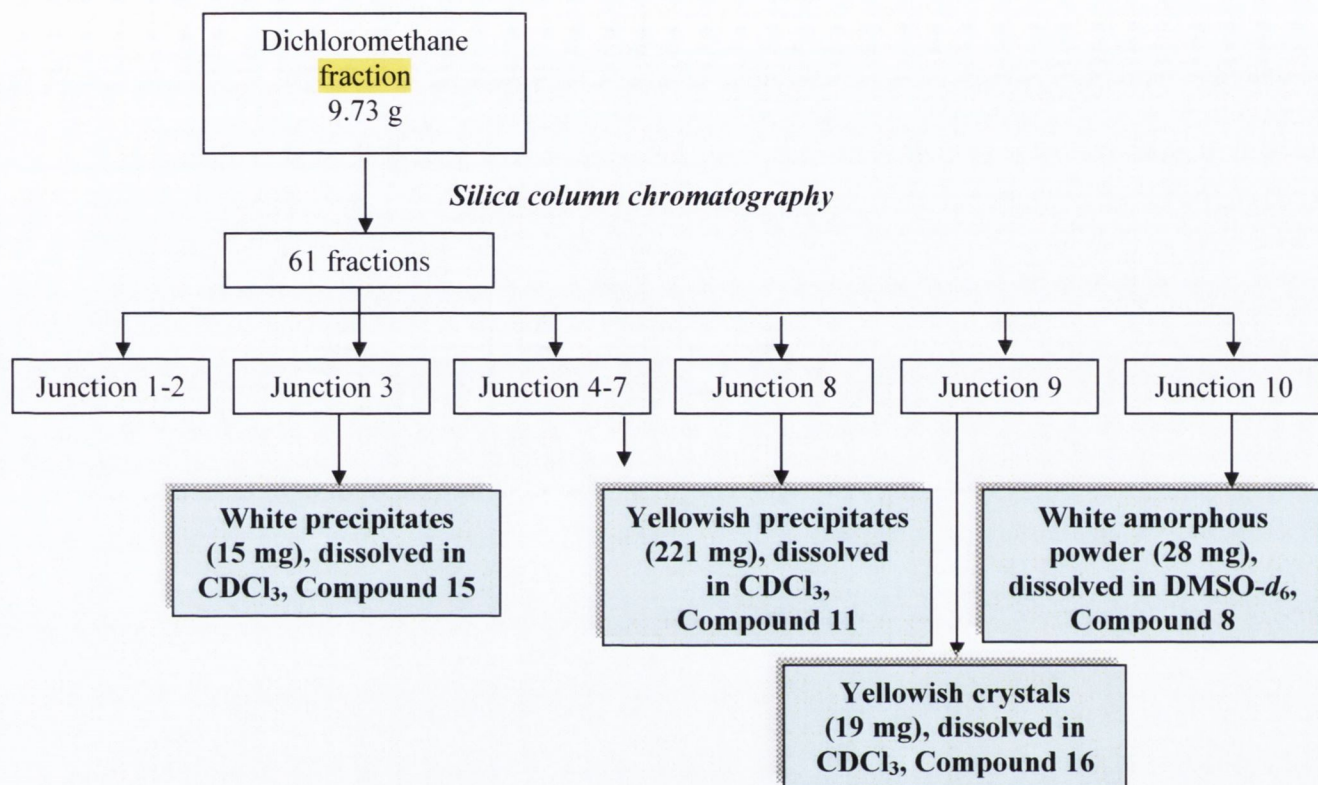 Dichloromethane
fraction
9.73 g
Silica column chromatography
61 fractions
Junction 1-2
Junction 3
Junction 4-7
Junction 8
Junction 9
Junction 10
White precipitates
(15 mg), dissolved in
CDCl₃, Compound 15
Yellowish precipitates
(221 mg), dissolved
in CDCl₃,
Compound 11
White amorphous
powder (28 mg),
dissolved in DMSO-d₆,
Compound 8
Yellowish crystals
(19 mg), dissolved in
CDCl₃, Compound 16